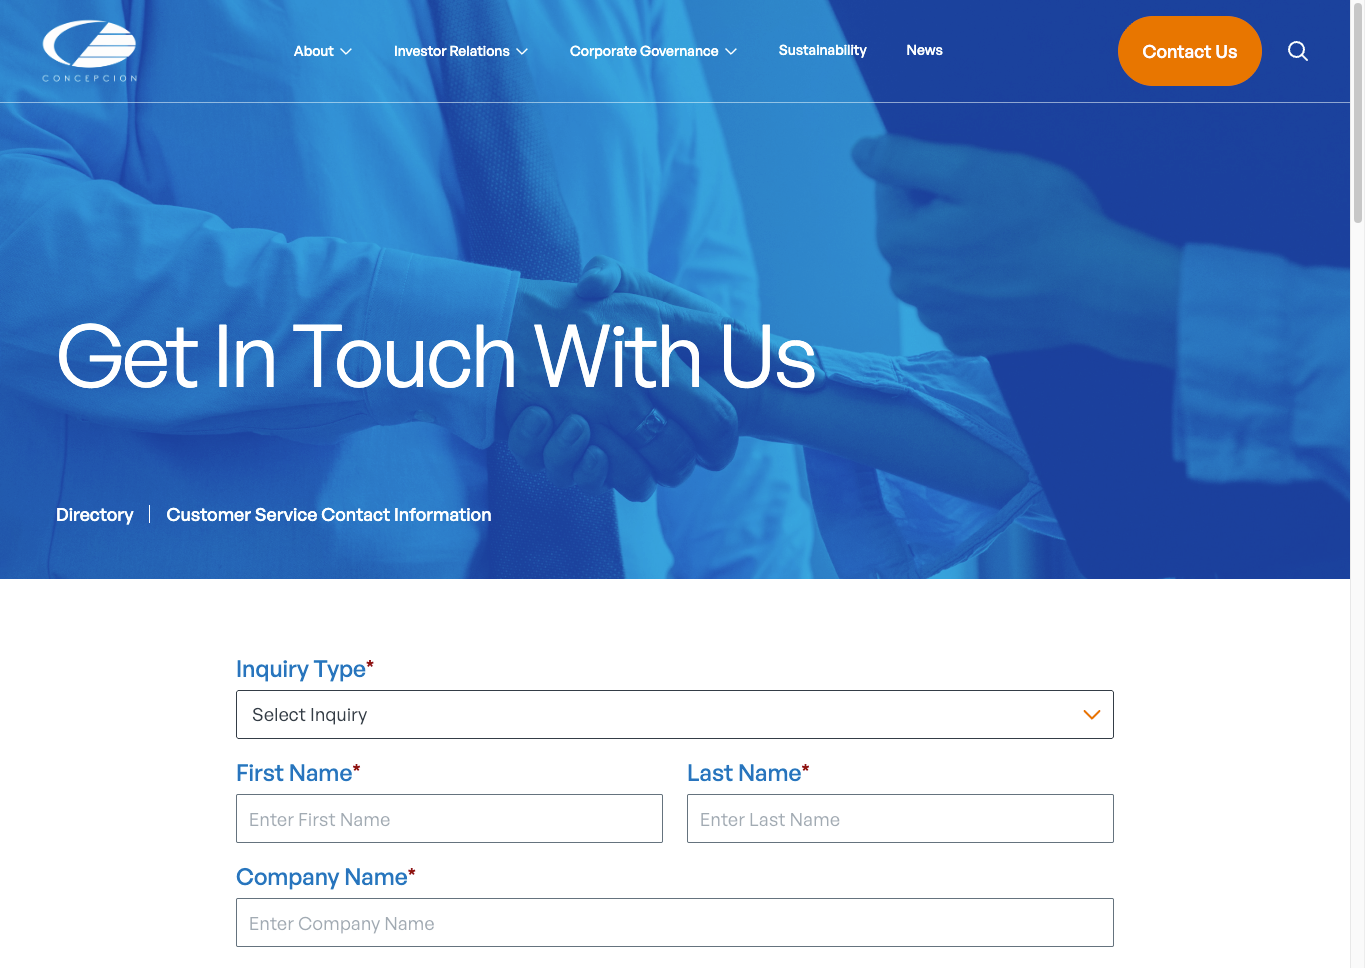 CONCEPCION
About
Investor Relations
Corporate Governance
Sustainability
News
Contact Us
Get In Touch With Us
Directory
Customer Service Contact Information
Inquiry Type*
Select Inquiry
First Name*
Last Name*
Enter First Name
Enter Last Name
Company Name*
Enter Company Name